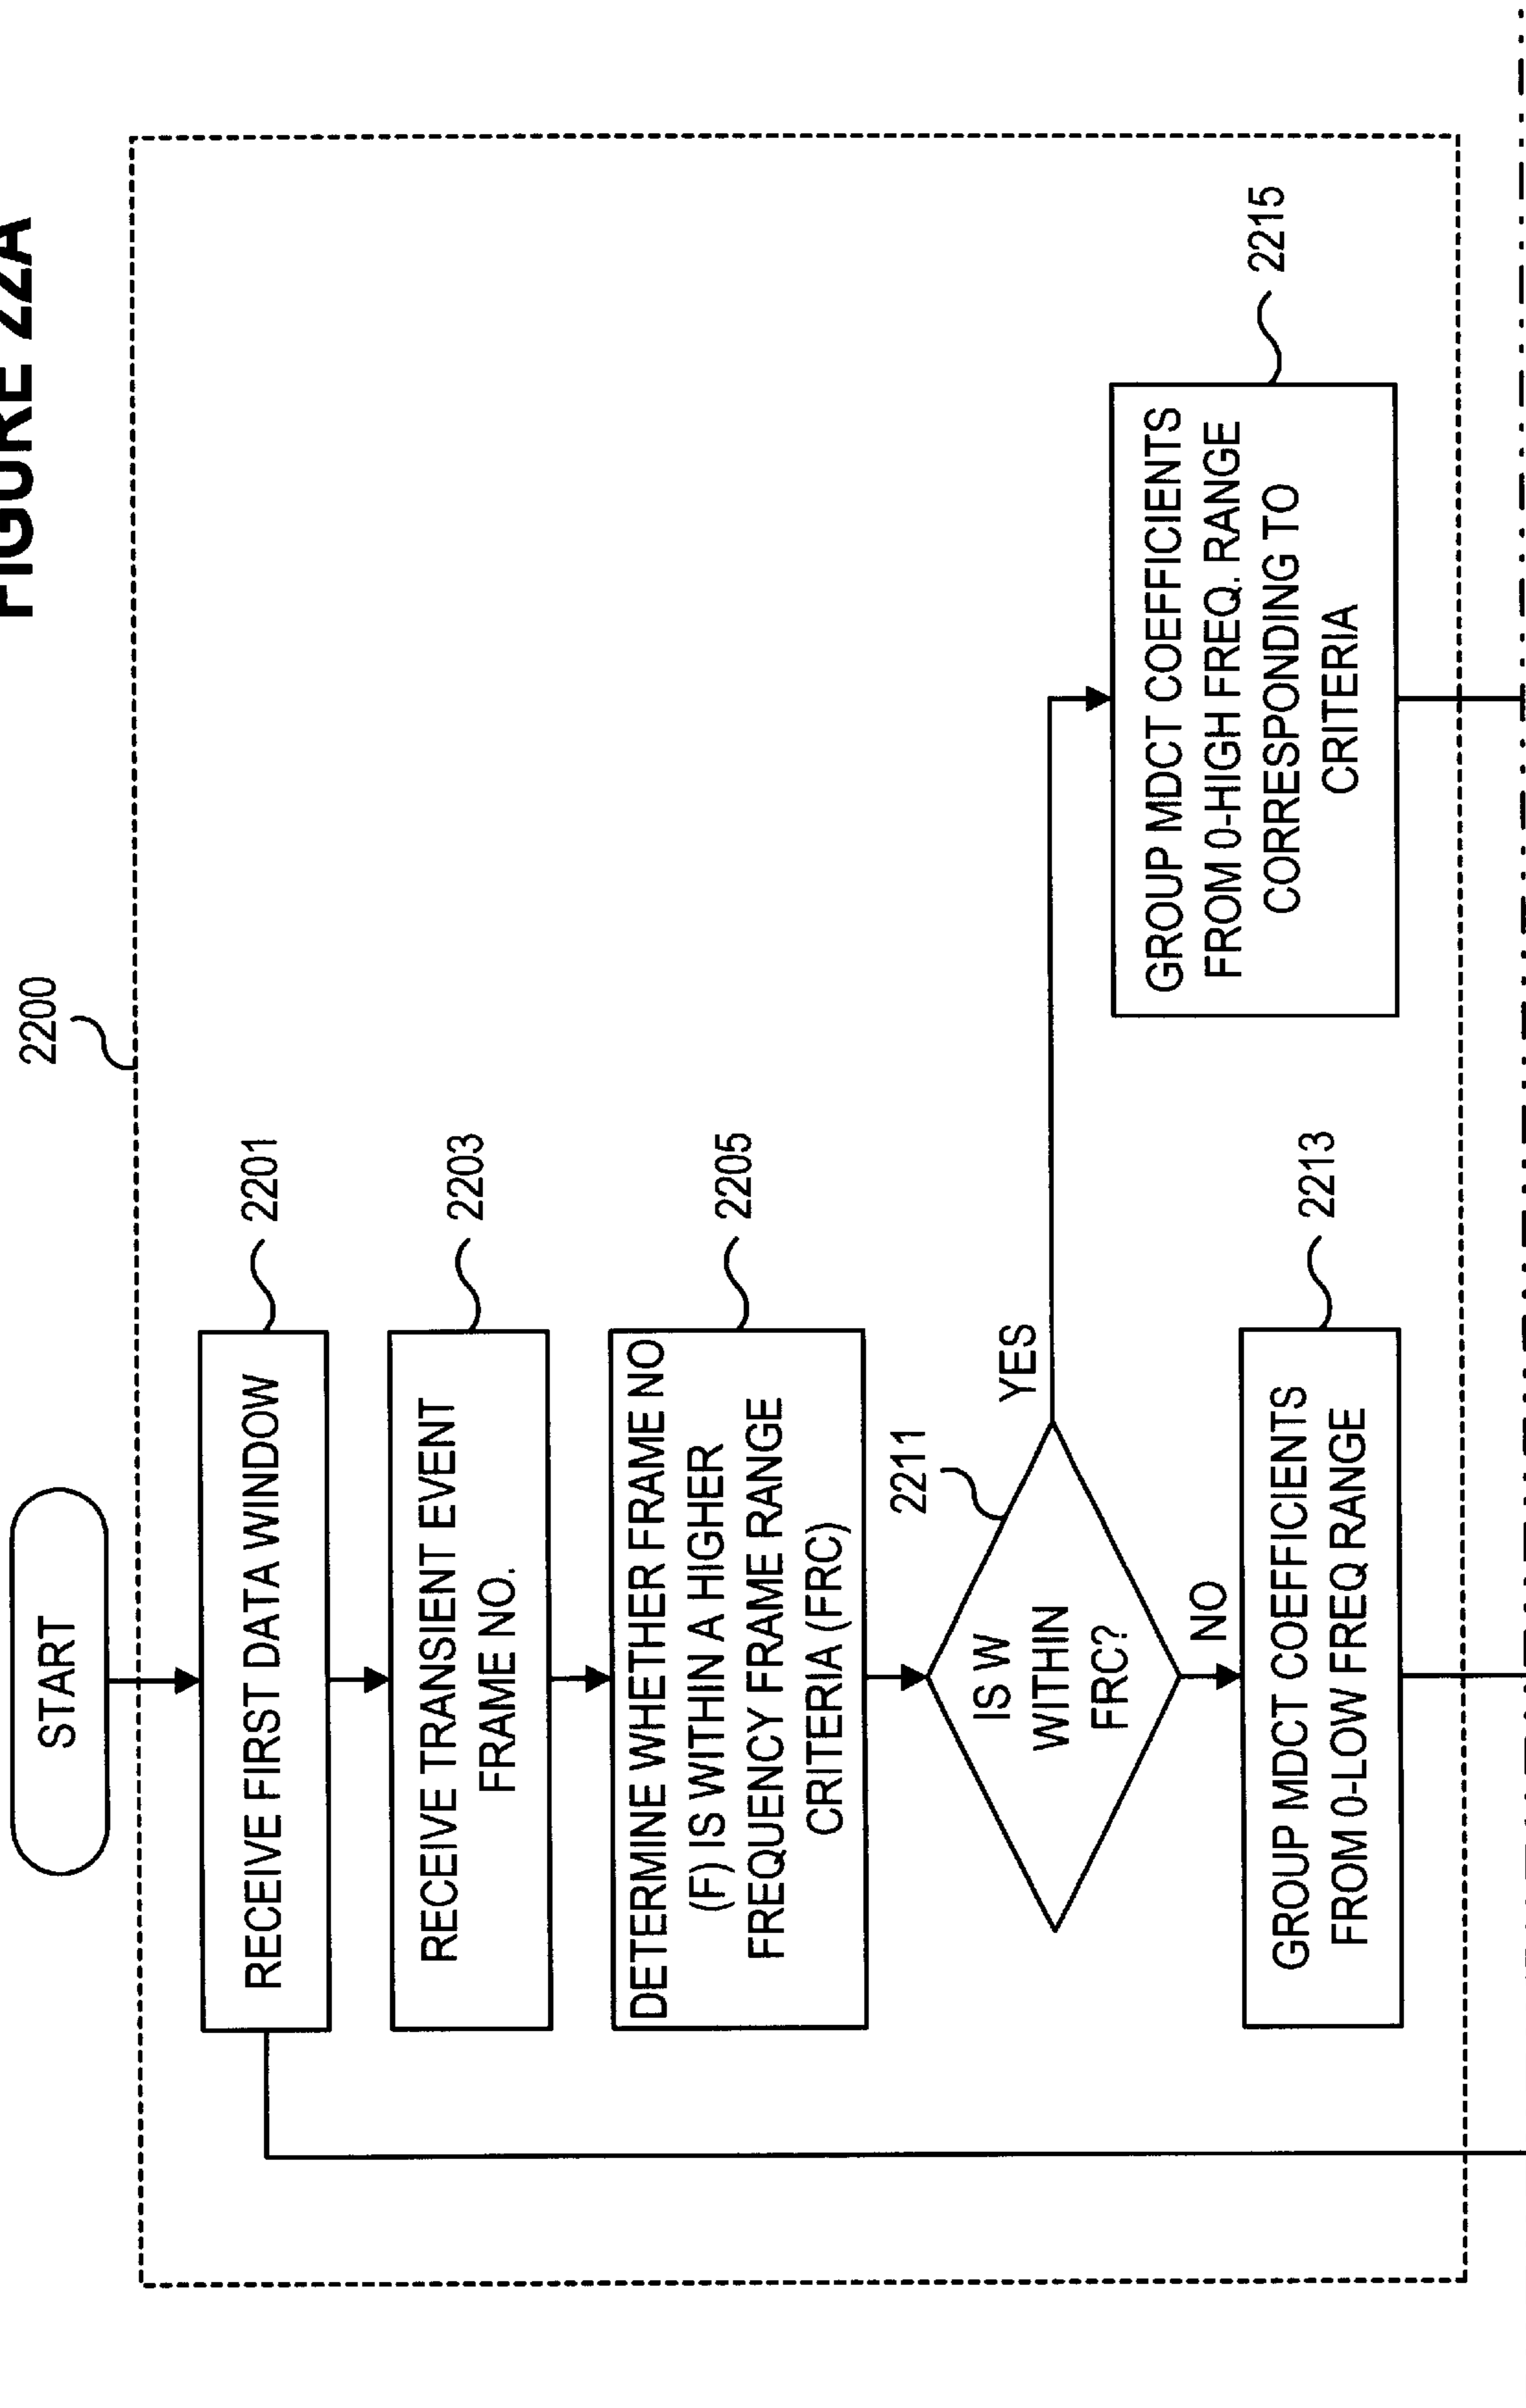 FIGURE 22A
2200
START
RECEIVE FIRST DATA WINDOW
2201
RECEIVE TRANSIENT EVENT
FRAME NO.
2203
DETERMINE WHETHER FRAME NO
(F) IS WITHIN A HIGHER
FREQUENCY FRAME RANGE
CRITERIA (FRC)
2205
2211
IS W
WITHIN
FRC?
YES
NO
GROUP MDCT COEFFICIENTS
FROM 0-LOW FREQ RANGE
2213
GROUP MDCT COEFFICIENTS
FROM 0-HIGH FREQ. RANGE
CORRESPONDING TO
CRITERIA
2215